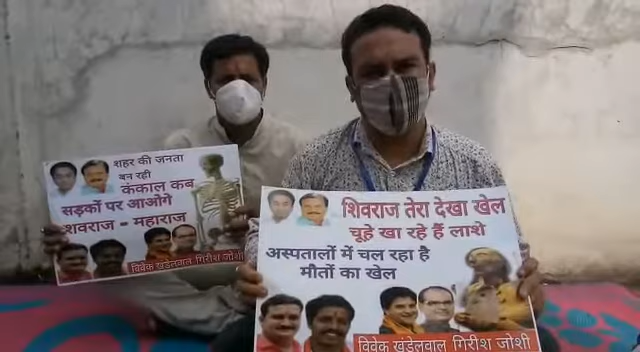 शहर की जनता
बन रही
कंकाल कब
सड़कों पर आओगे
शवराज - महाराज
विवेक खंडेलवाल गिरीश जोशी
शिवराज तेरा देखा खेल
चूहे खा रहे हैं लाशे
अस्पतालों में चल रहा है
मौतों का खेल
विवेक खंडेलवाल गिरीश जोशी